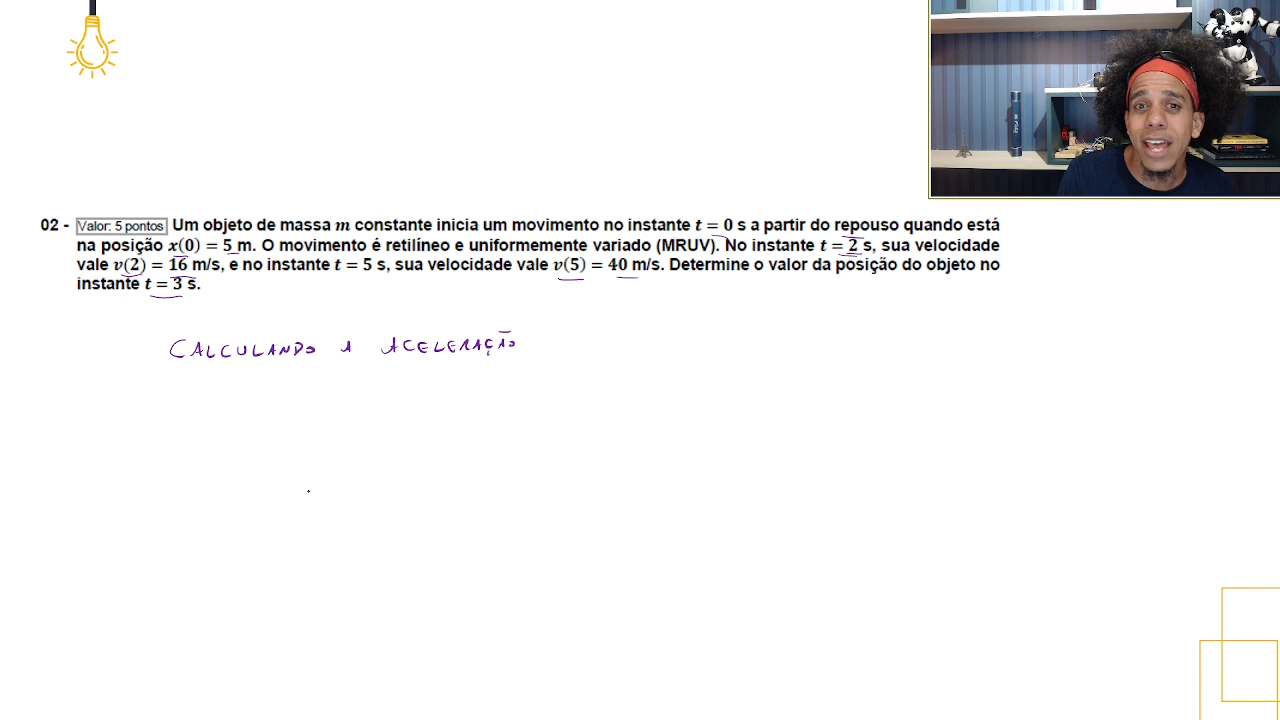 02 - Valor: 5 pontos Um objeto de massa m constante inicia um movimento no instante t = 0 s a partir do repouso quando está
na posição x(0) = 5 m. O movimento é retilíneo e uniformemente variado (MRUV). No instante t = 2 s, sua velocidade
vale v(2) = 16 m/s, e no instante t = 5 s, sua velocidade vale v(5) = 40 m/s. Determine o valor da posição do objeto no
instante t = 3 s.
CALCULANDO A ACELERAÇÃO